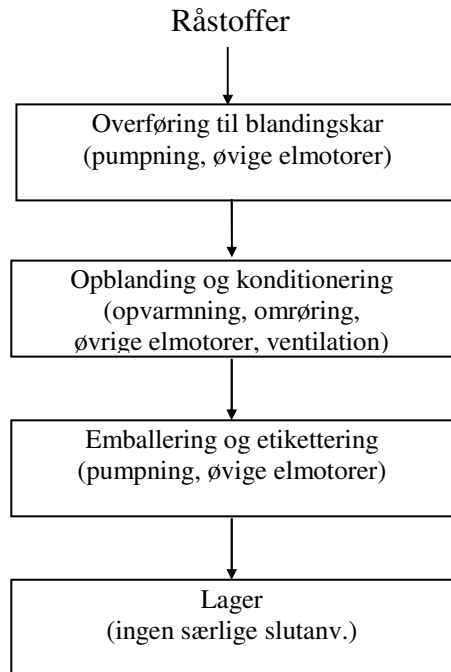 Råstoffer
Overføring til blandingskar
(pumpning, øvige elmotorer)
Opblanding og konditionering
(opvarmning, omrøring,
øvrige elmotorer, ventilation)
Emballering og etikettering
(pumpning, øvige elmotorer)
Lager
(ingen særlige slutanv.)